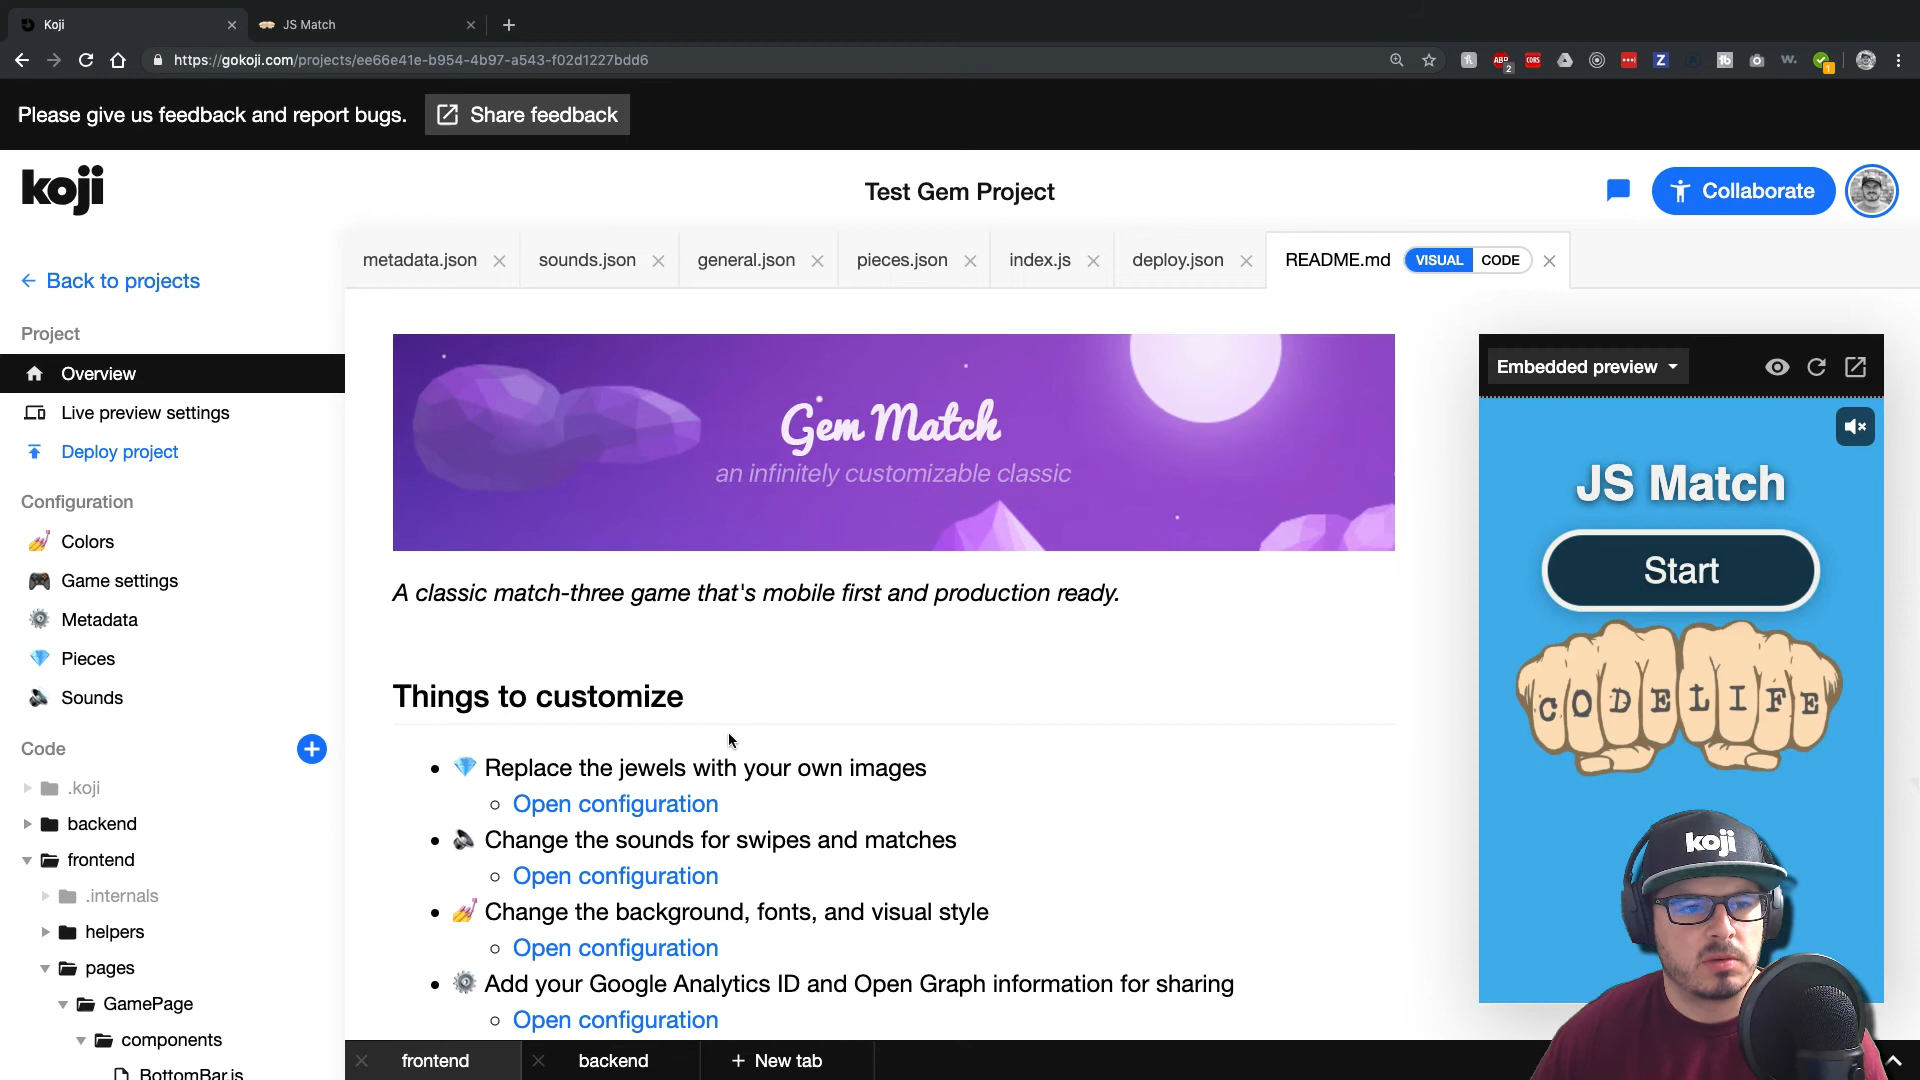 Koji
JS Match
https://gokoji.com/projects/ee66e41e-b954-4b97-a543-f02d1227bdd6
ABP
2
CORS
Z
W.
1
Please give us feedback and report bugs.
Share feedback
koji
Test Gem Project
Collaborate
metadata.json
sounds.json
general.json
pieces.json
index.js
deploy.json
README.md
VISUAL
CODE
← Back to projects
Project
Overview
Live preview settings
Deploy project
Configuration
Colors
Game settings
Metadata
Pieces
Sounds
Code
.koji
backend
frontend
.internals
helpers
pages
GamePage
components
BottomBar.js
Gem Match
an infinitely customizable classic
A classic match-three game that's mobile first and production ready.
Things to customize
Replace the jewels with your own images
Open configuration
Change the sounds for swipes and matches
Open configuration
Change the background, fonts, and visual style
Open configuration
Add your Google Analytics ID and Open Graph information for sharing
Open configuration
Embedded preview
JS Match
Start
CODE LIFE
koji
frontend
backend
+ New tab